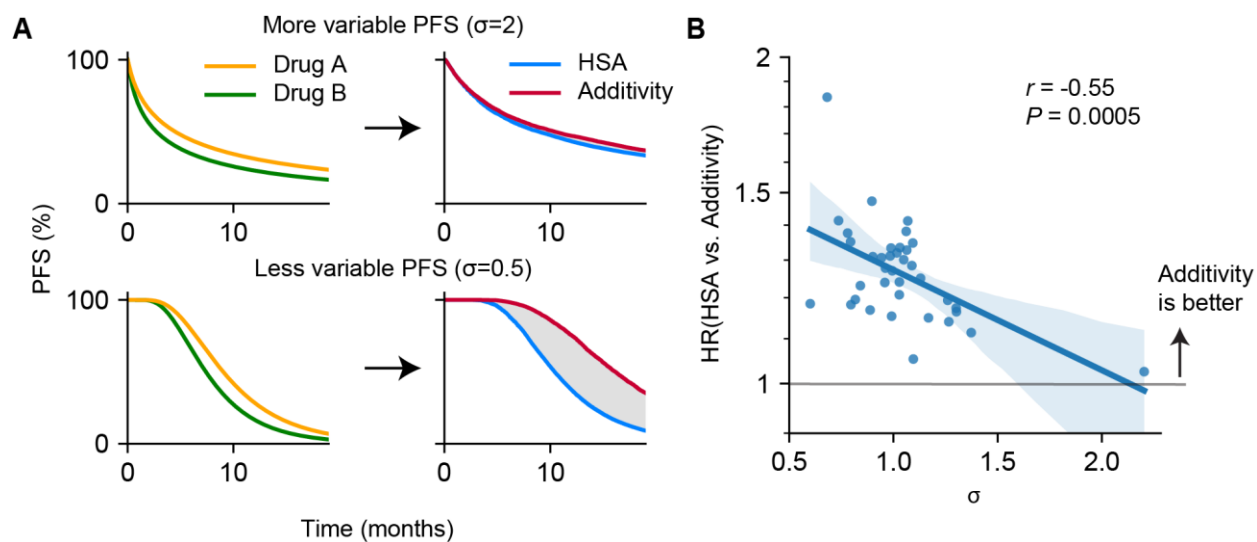 A
More variable PFS (σ=2)
Drug A
Drug B
HSA
Additivity
100
0
0
10
0
10
PFS (%)
Less variable PFS (σ=0.5)
100
0
0
10
0
10
Time (months)
B
HR(HSA vs. Additivity)
2
1.5
1
r = -0.55
P = 0.0005
Additivity
is better
0.5
1.0
1.5
2.0
σ